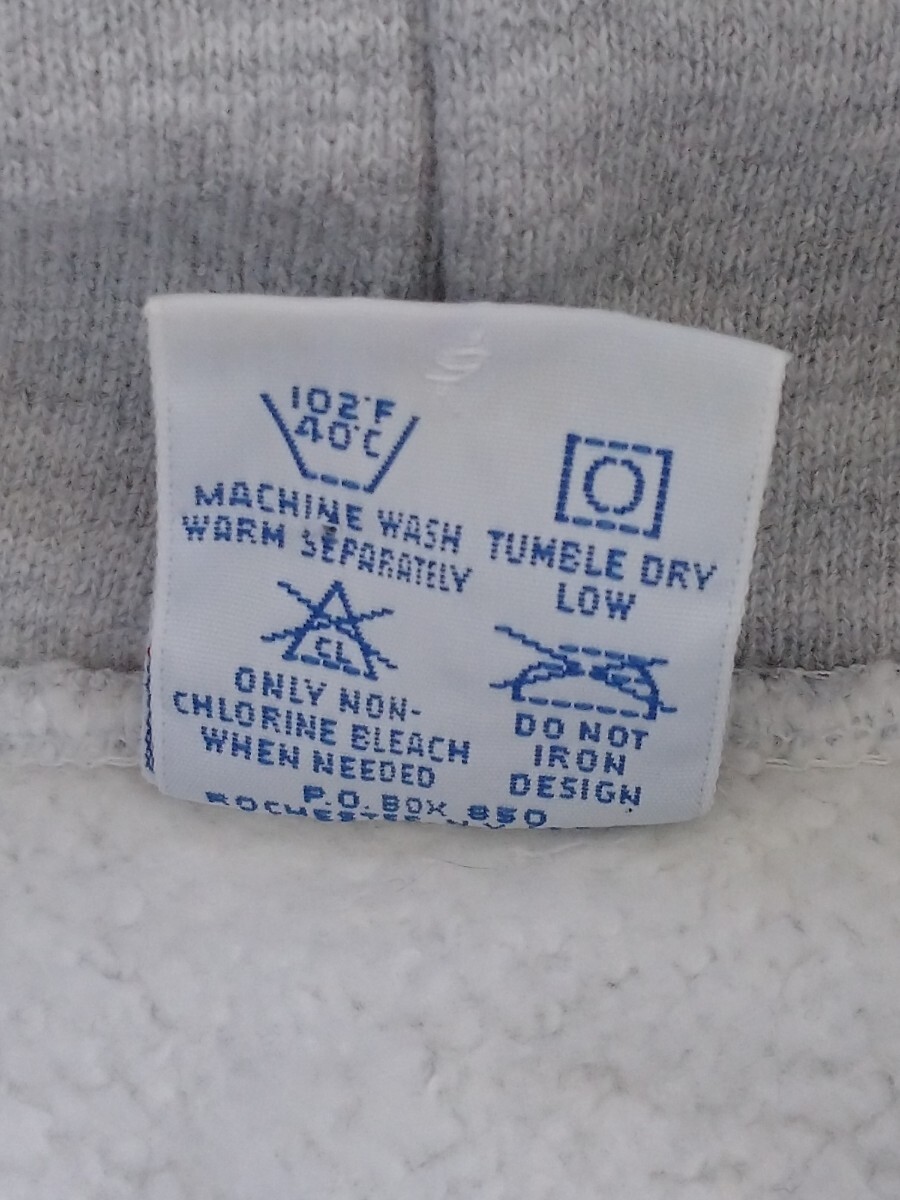 102°F
40°C
MACHINE WASH
WARM SEPARATELY
TUMBLE DRY
LOW
CL
ONLY NON-
CHLORINE BLEACH
WHEN NEEDED
DO NOT
IRON
DESIGN
P.O. BOX 850
ROCHESTER N.Y.